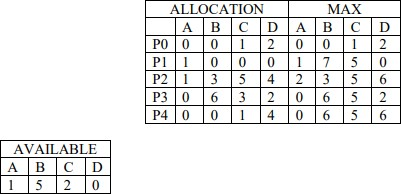 ALLOCATION MAX
A B C D A B C D
P0 0 0 1 2 0 0 1 2
P1 1 0 0 0 1 7 5 0
P2 1 3 5 4 2 3 5 6
P3 0 6 3 2 0 6 5 2
P4 0 0 1 4 0 6 5 6
AVAILABLE
A B C D
1 5 2 0